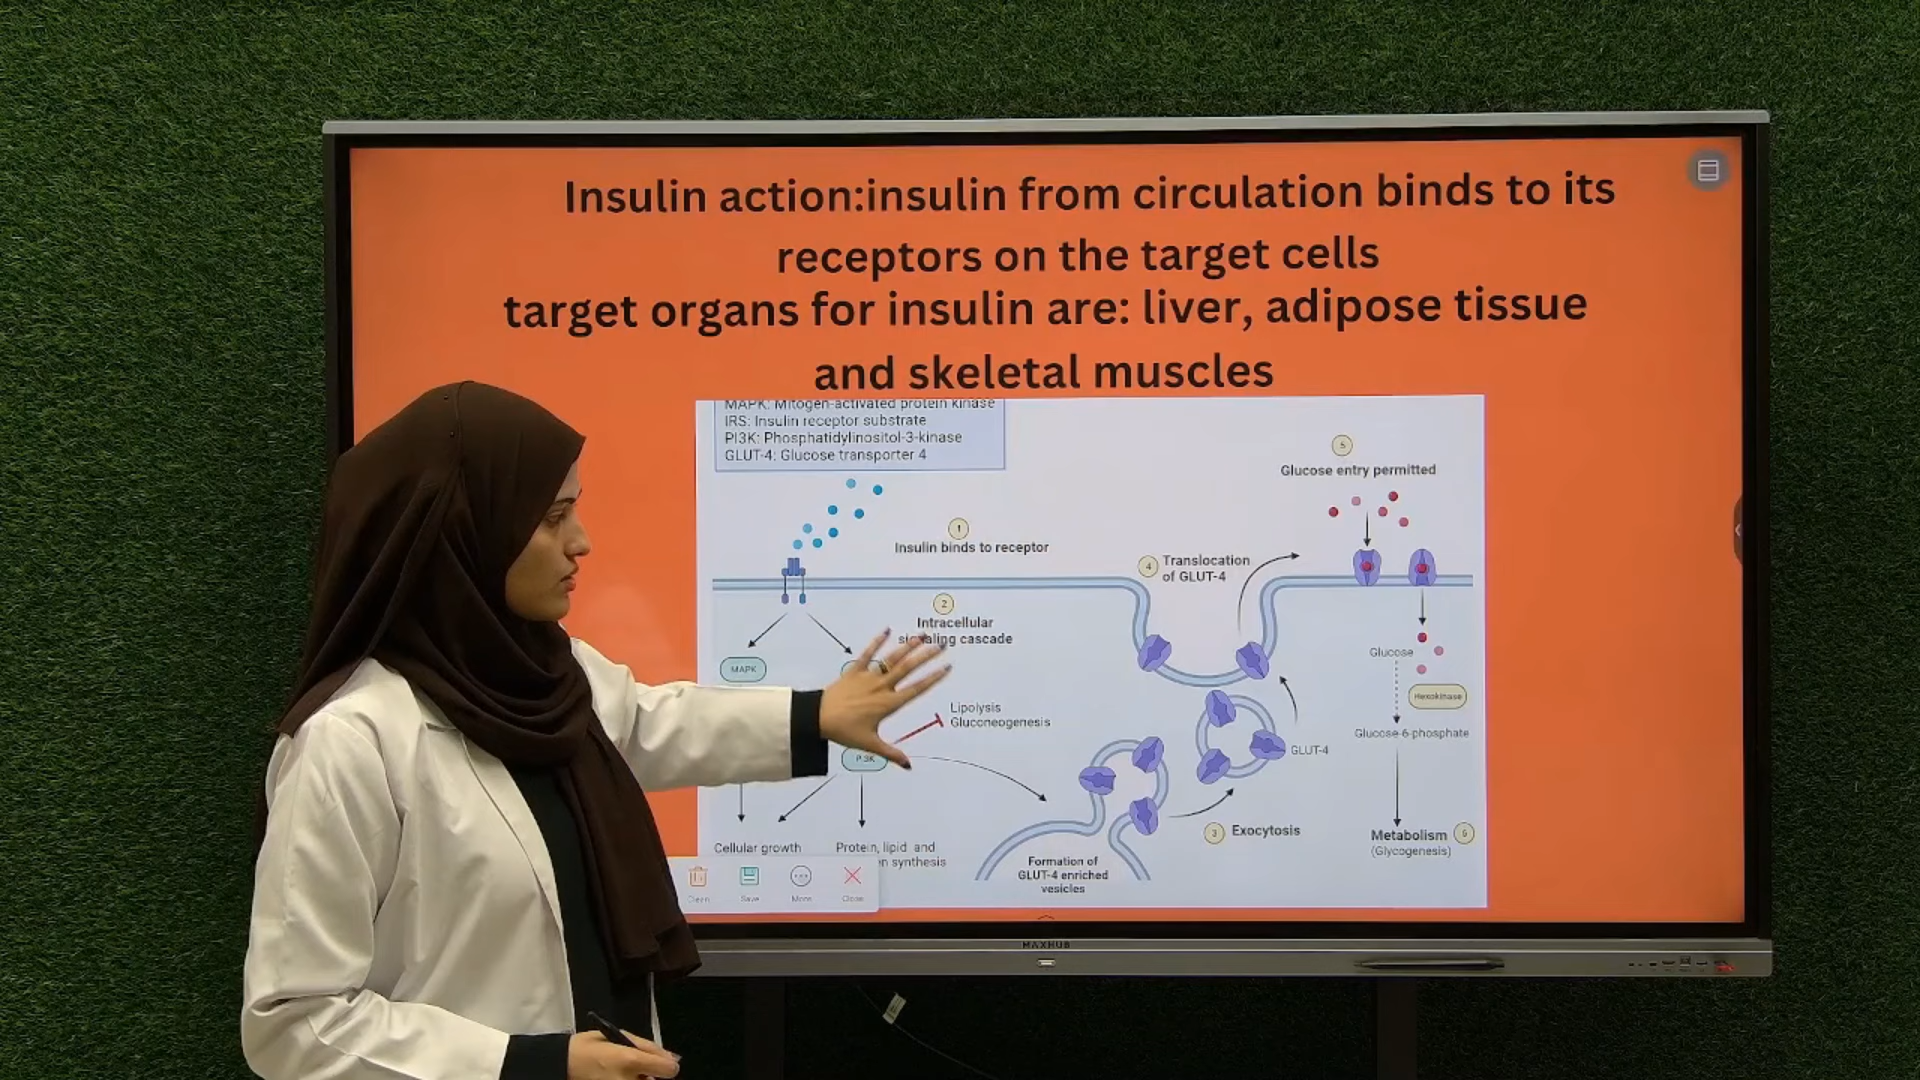 Insulin action:insulin from circulation binds to its
receptors on the target cells
target organs for insulin are: liver, adipose tissue
and skeletal muscles
MAPK: Mitogen-activated protein kinase
IRS: Insulin receptor substrate
PI3K: Phosphatidylinositol-3-kinase
GLUT-4: Glucose transporter 4
5
Glucose entry permitted
1
Insulin binds to receptor
4 Translocation
of GLUT-4
2
Intracellular
signaling cascade
MAPK
Glucose
Hexokinase
Lipolysis
Gluconeogenesis
Glucose-6-phosphate
GLUT-4
PI3K
3 Exocytosis
Metabolism 6
(Glycogenesis)
Cellular growth
Protein, lipid and
synthesis
Formation of
GLUT-4 enriched
vesicles
Clean
Save
More
Close
MAXHUB